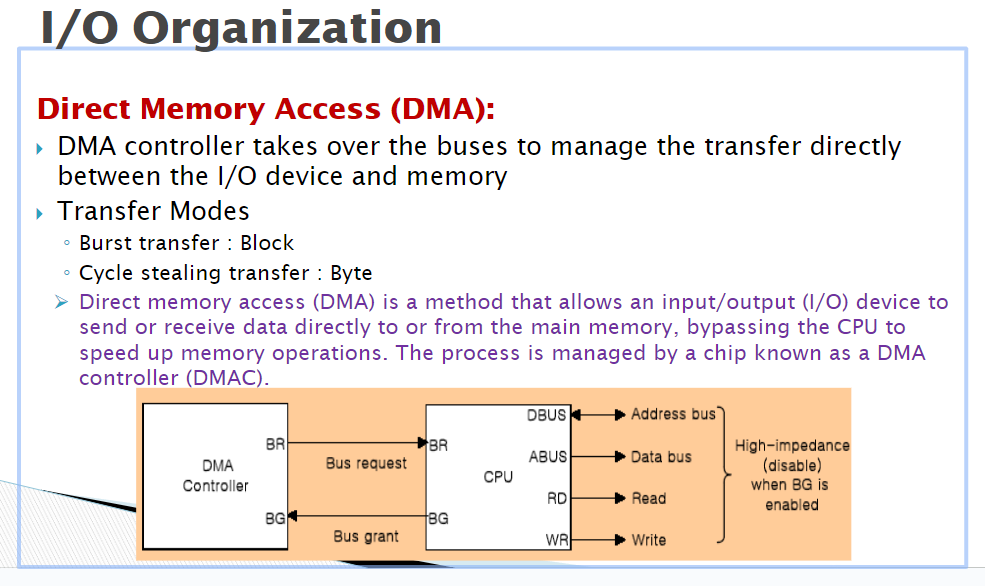 I/O Organization
Direct Memory Access (DMA):
DMA controller takes over the buses to manage the transfer directly
between the I/O device and memory
Transfer Modes
Burst transfer : Block
Cycle stealing transfer : Byte
Direct memory access (DMA) is a method that allows an input/output (I/O) device to
send or receive data directly to or from the main memory, bypassing the CPU to
speed up memory operations. The process is managed by a chip known as a DMA
controller (DMAC).
DMA
Controller
BR
BG
Bus request
Bus grant
BR
BG
CPU
DBUS
ABUS
RD
WR
Address bus
Data bus
Read
Write
High-impedance
(disable)
when BG is
enabled